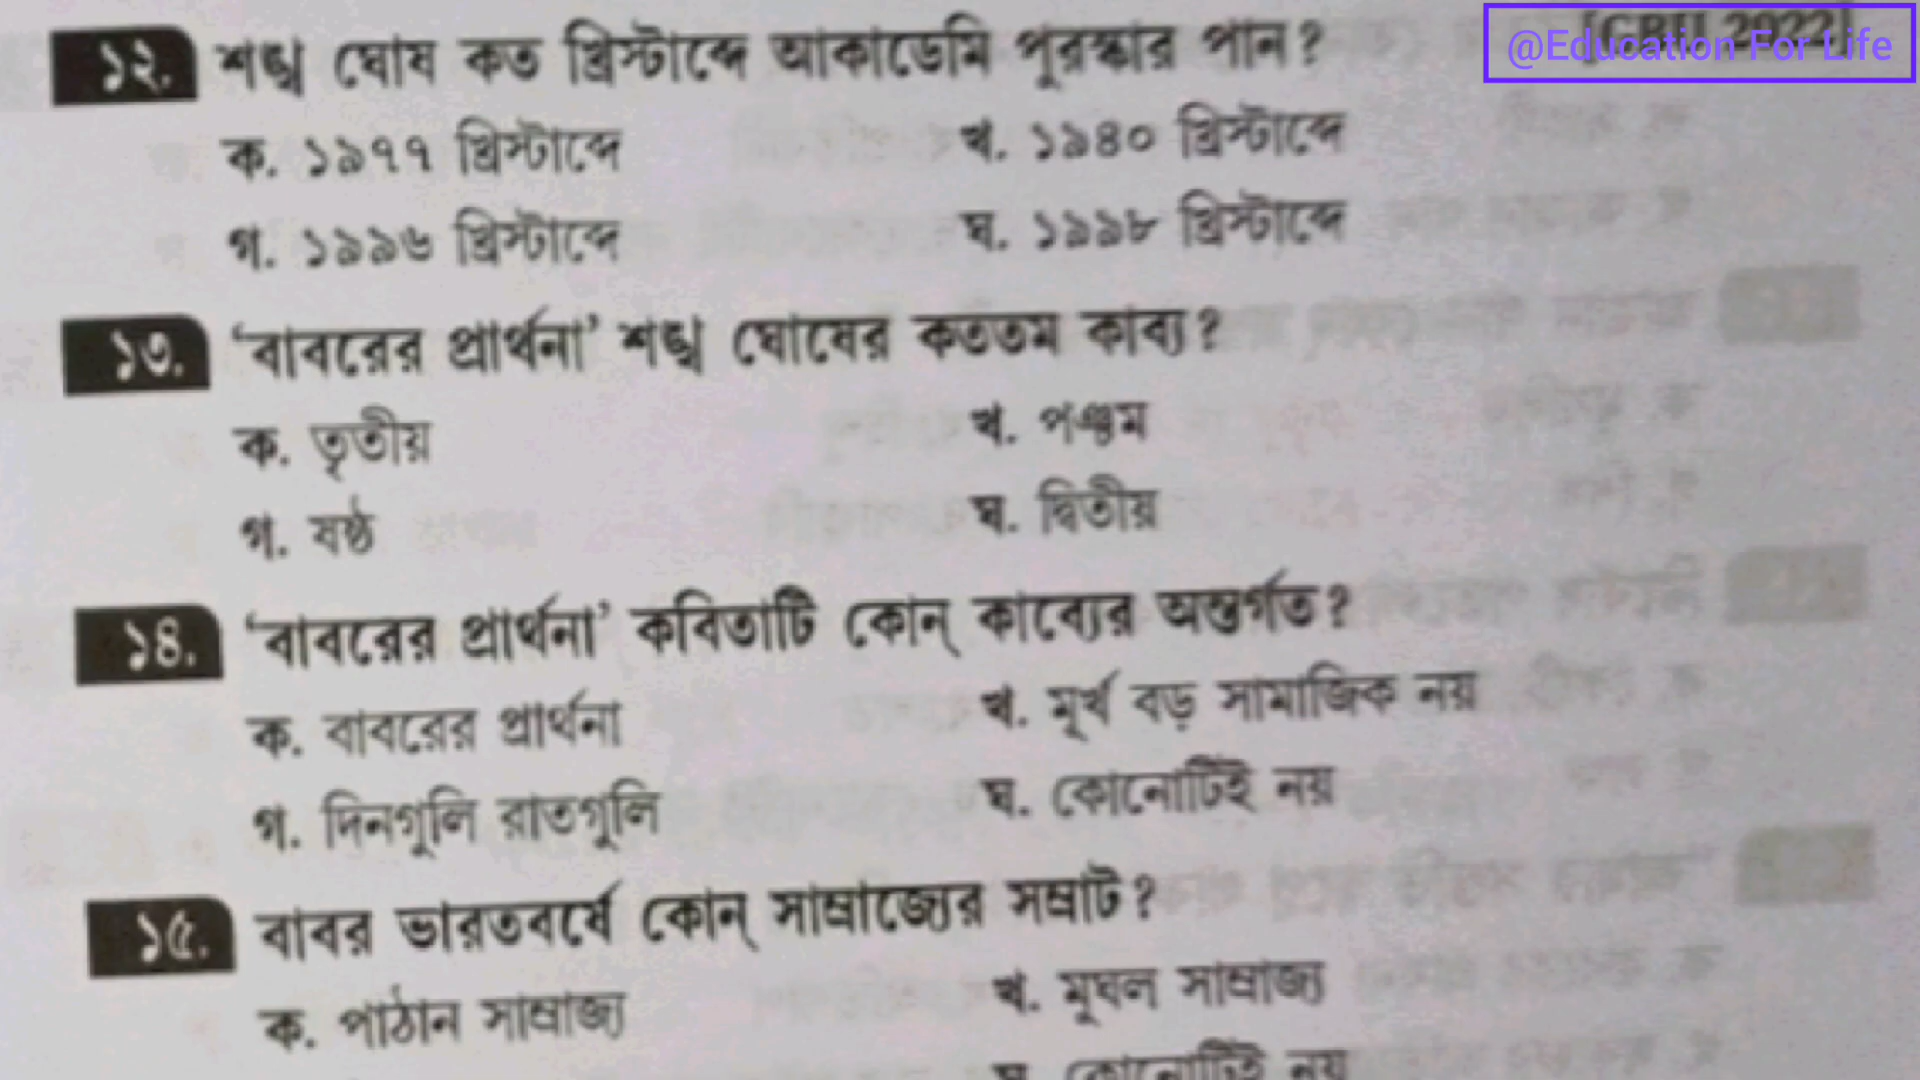 ১২. শঙ্খ ঘোষ কত খ্রিস্টাব্দে আকাডেমি পুরস্কার পান? [GBU 2022]
@Education For Life
ক. ১৯৭৭ খ্রিস্টাব্দে খ. ১৯৪০ খ্রিস্টাব্দে
গ. ১৯৯৬ খ্রিস্টাব্দে ঘ. ১৯৯৮ খ্রিস্টাব্দে
১৩. 'বাবরের প্রার্থনা' শঙ্খ ঘোষের কততম কাব্য?
ক. তৃতীয় খ. পঞ্চম
গ. ষষ্ঠ ঘ. দ্বিতীয়
১৪. 'বাবরের প্রার্থনা' কবিতাটি কোন্ কাব্যের অন্তর্গত?
ক. বাবরের প্রার্থনা খ. মূর্খ বড় সামাজিক নয়
গ. দিনগুলি রাতগুলি ঘ. কোনোটিই নয়
১৫. বাবর ভারতবর্ষে কোন্ সাম্রাজ্যের সম্রাট?
ক. পাঠান সাম্রাজ্য খ. মুঘল সাম্রাজ্য
ঘ. কোনোটিই নয়